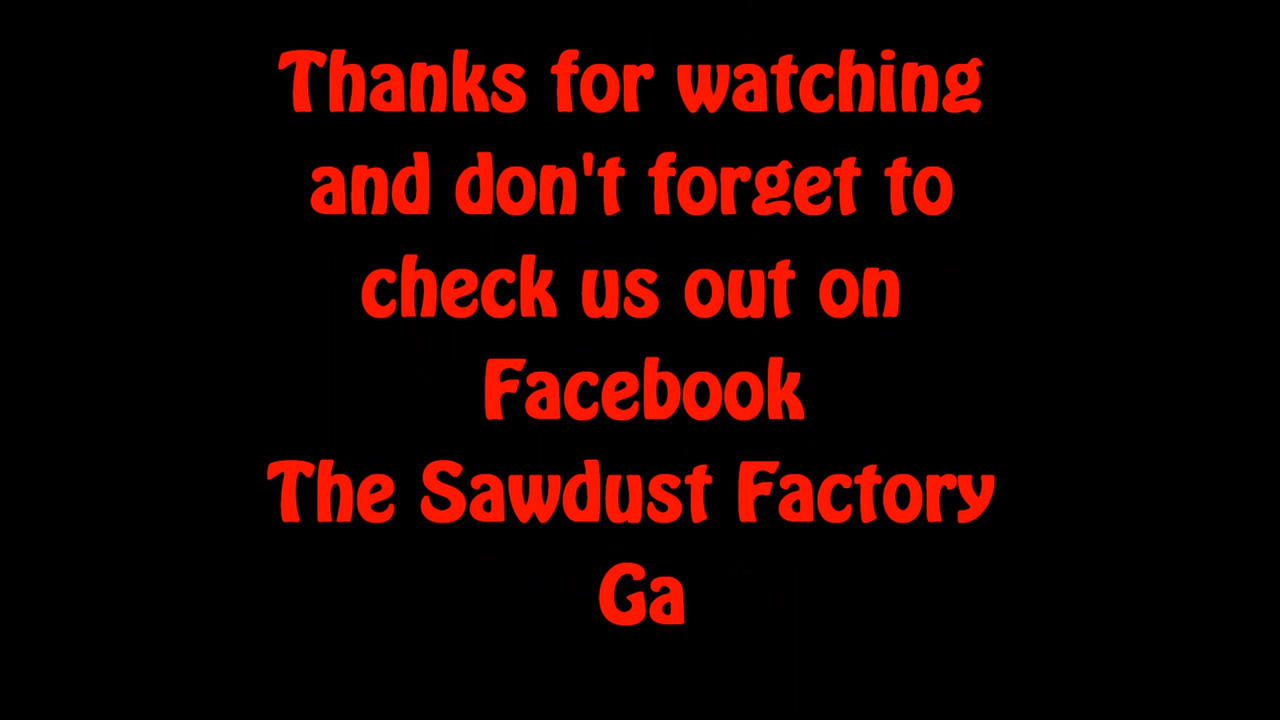 Thanks for watching
and don't forget to
check us out on
Facebook
The Sawdust Factory
Ga